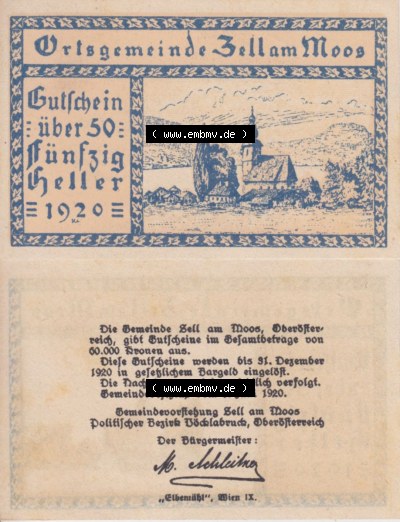 Ortsgemeinde Zell am Moos
Gutschein
über 50
Fünfzig
Heller
1920
( www.embmv.de )
Die Gemeinde Zell am Moos, Oberöster-
reich, gibt Gutscheine im Gesamtbetrage von
60.000 Kronen aus.
Diese Gutscheine werden bis 31. Dezember
1920 in gesetzlichem Bargeld eingelöst.
Die Nach ( www.embmv.de ) lich verfolgt.
Gemeinde 1920.
Gemeindevorstehung Zell am Moos
Politischer Bezirk Vöcklabruck, Oberösterreich
Der Bürgermeister:
M. Schleitner
„Elbemühl", Wien IX.